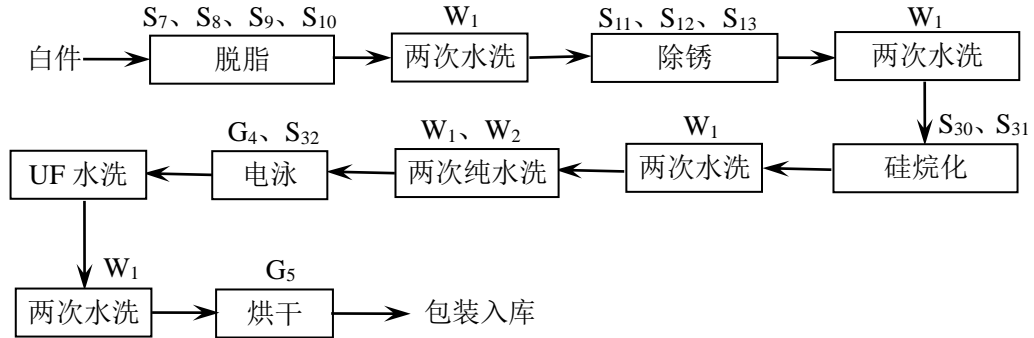 S₇、S₈、S₉、S₁₀
W₁
S₁₁、S₁₂、S₁₃
W₁
白件
脱脂
两次水洗
除锈
两次水洗
S₃₀、S₃₁
硅烷化
W₁
两次水洗
W₁、W₂
两次纯水洗
G₄、S₃₂
电泳
UF 水洗
W₁
两次水洗
G₅
烘干
包装入库